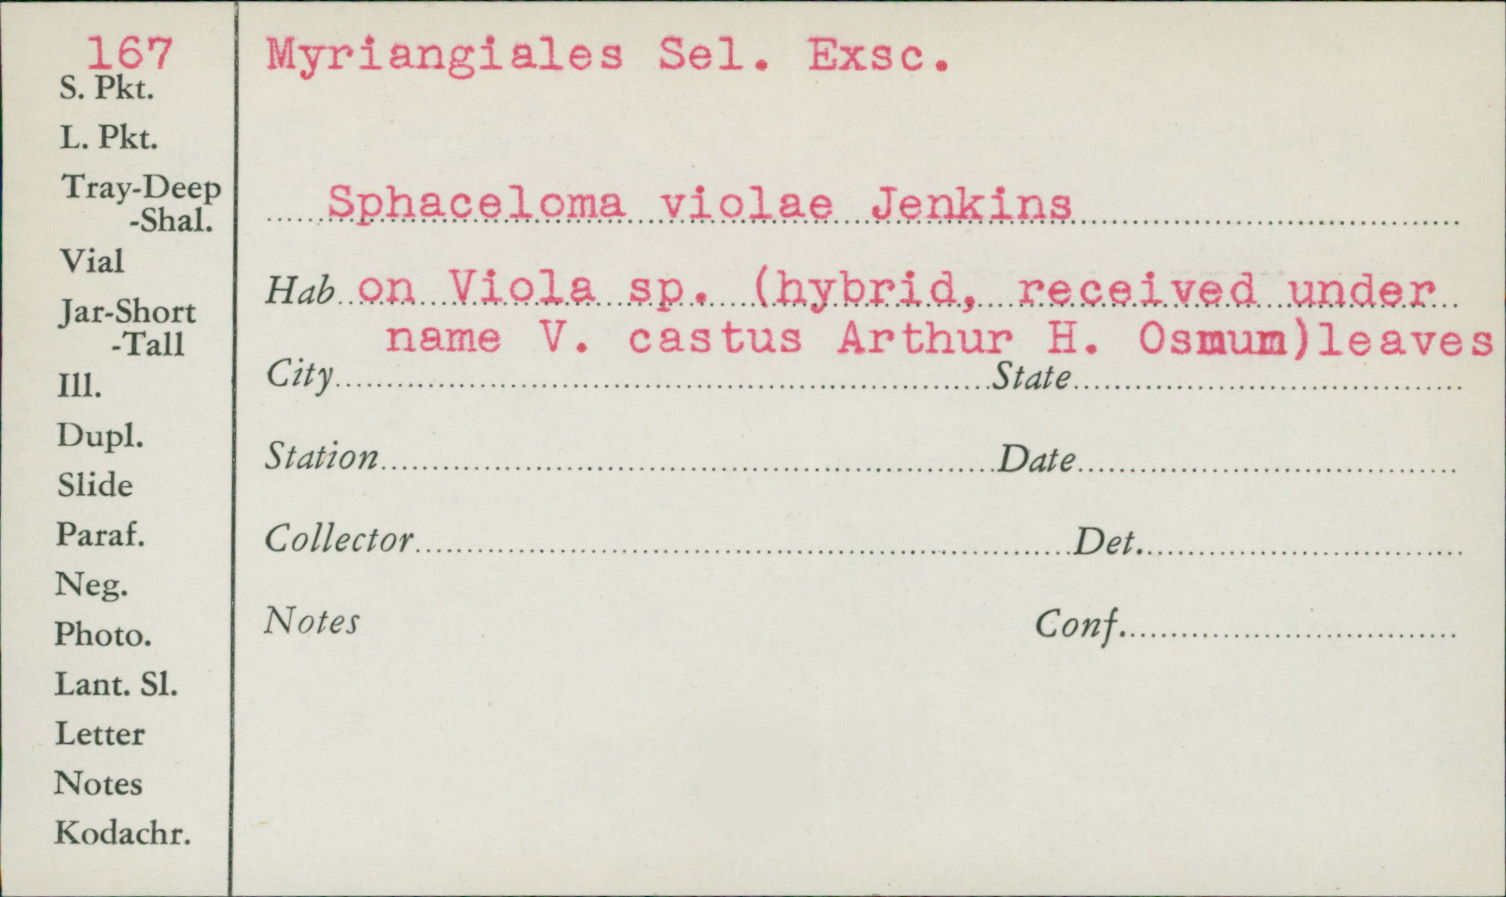 167
S. Pkt.
L. Pkt.
Tray-Deep
-Shal.
Vial
Jar-Short
-Tall
Ill.
Dupl.
Slide
Paraf.
Neg.
Photo.
Lant. Sl.
Letter
Notes
Kodachr.
Myriangiales Sel. Exsc.
Sphaceloma violae Jenkins
Hab on Viola sp. (hybrid, received under
name V. castus Arthur H. Osmum)leaves
City State
Station Date
Collector Det.
Notes Conf.